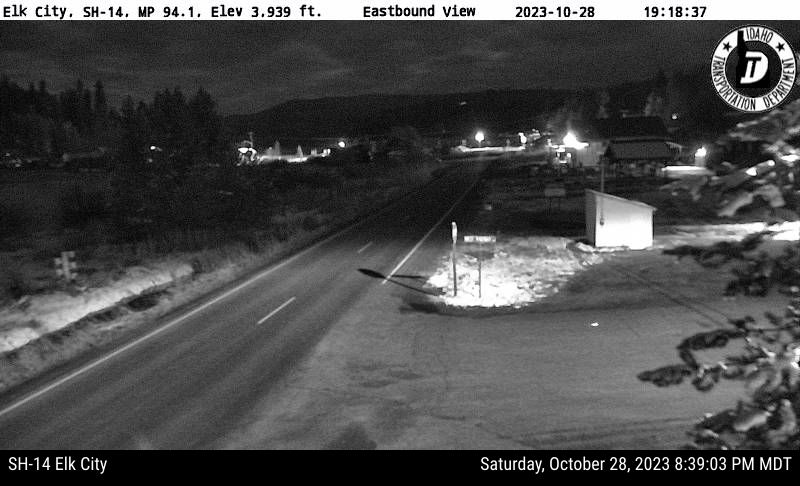 Elk City, SH-14, MP 94.1, Elev 3,939 ft. Eastbound View 2023-10-28 19:18:37
IDAHO
TRANSPORTATION DEPARTMENT
SH-14 Elk City Saturday, October 28, 2023 8:39:03 PM MDT